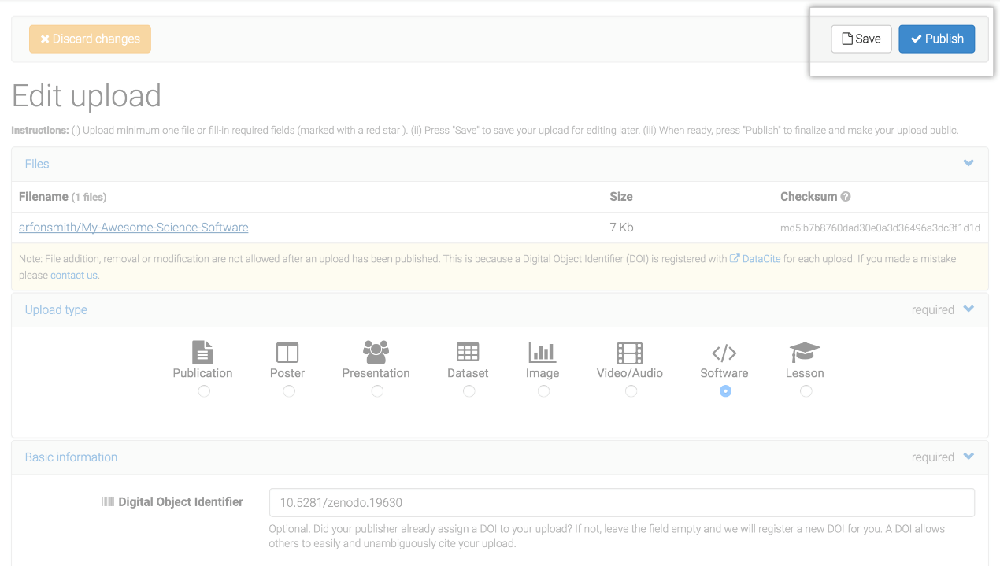 Discard changes
Save
Publish
Edit upload
Instructions: (i) Upload minimum one file or fill-in required fields (marked with a red star ). (ii) Press "Save" to save your upload for editing later. (iii) When ready, press "Publish" to finalize and make your upload public.
Files
Filename (1 files) Size Checksum
arfonsmith/My-Awesome-Science-Software 7 Kb md5:b7b8760dad30e0a3d36496a3dc3f1d1d
Note: File addition, removal or modification are not allowed after an upload has been published. This is because a Digital Object Identifier (DOI) is registered with DataCite for each upload. If you made a mistake
please contact us.
Upload type required
Publication Poster Presentation Dataset Image Video/Audio Software Lesson
Basic information required
Digital Object Identifier 10.5281/zenodo.19630
Optional. Did your publisher already assign a DOI to your upload? If not, leave the field empty and we will register a new DOI for you. A DOI allows
others to easily and unambiguously cite your upload.